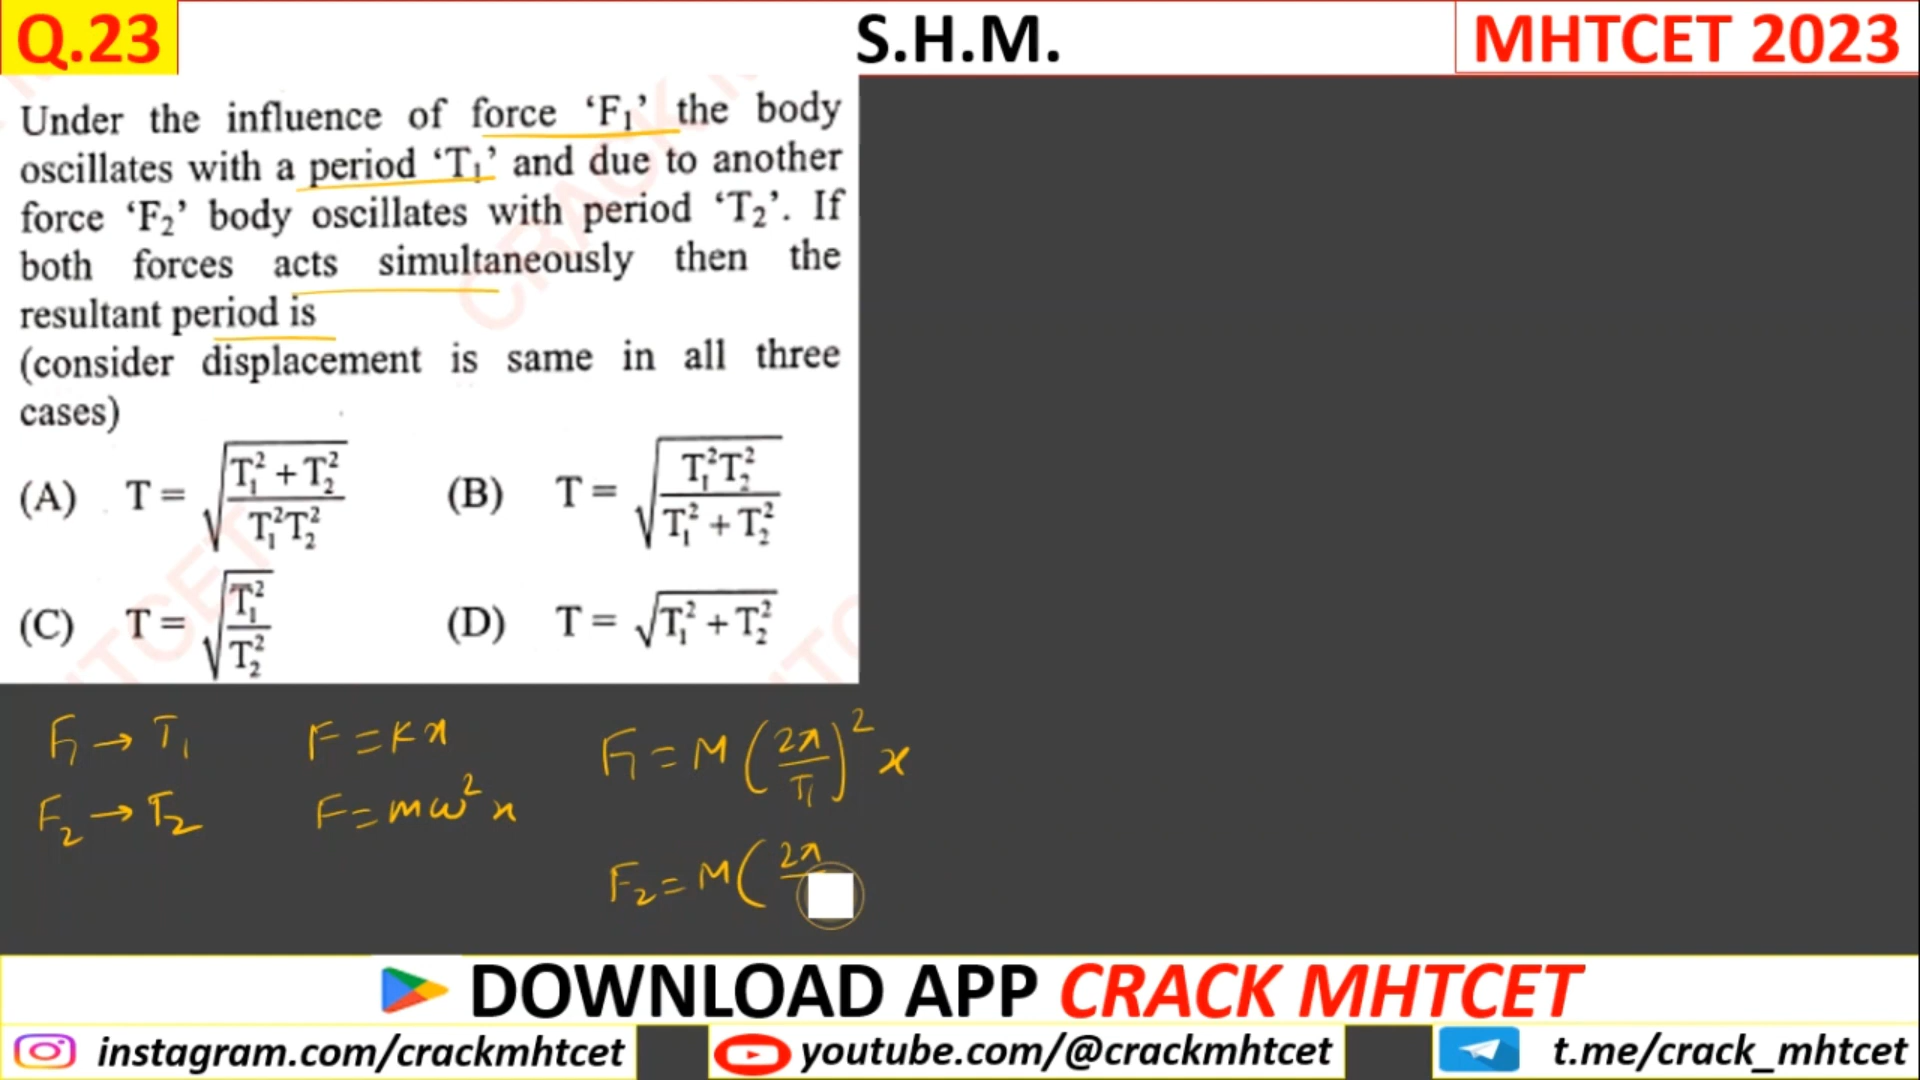 Q.23
S.H.M.
MHTCET 2023
Under the influence of force ‘F₁’ the body
oscillates with a period ‘T₁’ and due to another
force ‘F₂’ body oscillates with period ‘T₂’. If
both forces acts simultaneously then the
resultant period is
(consider displacement is same in all three
cases)
(A) T = √((T₁² + T₂²)/(T₁²T₂²)) (B) T = √((T₁²T₂²)/(T₁² + T₂²))
(C) T = √(T₁²/T₂²) (D) T = √(T₁² + T₂²)
F₁ → T₁ F = Kx F₁ = M(2π/T₁)² x
F₂ → T₂ F = mω² x
F₂ = M(2π
DOWNLOAD APP CRACK MHTCET
instagram.com/crackmhtcet
youtube.com/@crackmhtcet
t.me/crack_mhtcet